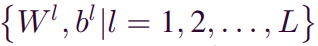 {W^l, b^l | l = 1, 2, . . . , L}